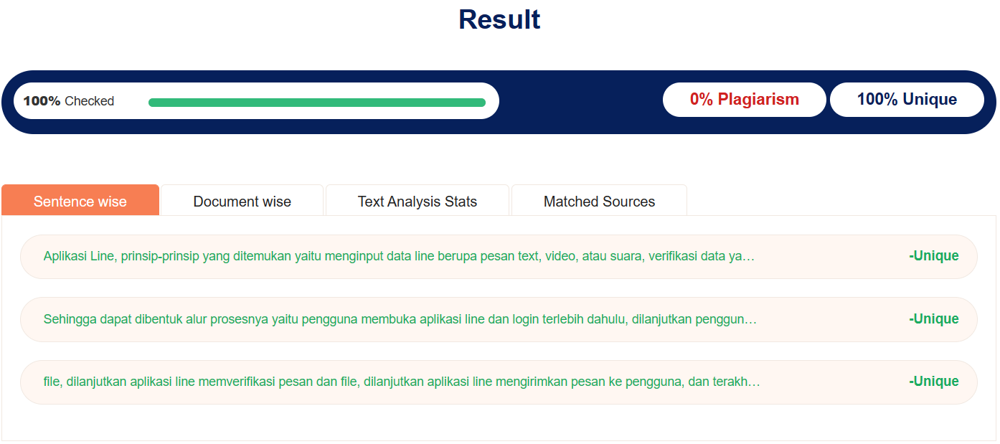 Result
100% Checked
0% Plagiarism
100% Unique
Sentence wise
Document wise
Text Analysis Stats
Matched Sources
Aplikasi Line, prinsip-prinsip yang ditemukan yaitu menginput data line berupa pesan text, video, atau suara, verifikasi data ya…
-Unique
Sehingga dapat dibentuk alur prosesnya yaitu pengguna membuka aplikasi line dan login terlebih dahulu, dilanjutkan penggun…
-Unique
file, dilanjutkan aplikasi line memverifikasi pesan dan file, dilanjutkan aplikasi line mengirimkan pesan ke pengguna, dan terakh…
-Unique